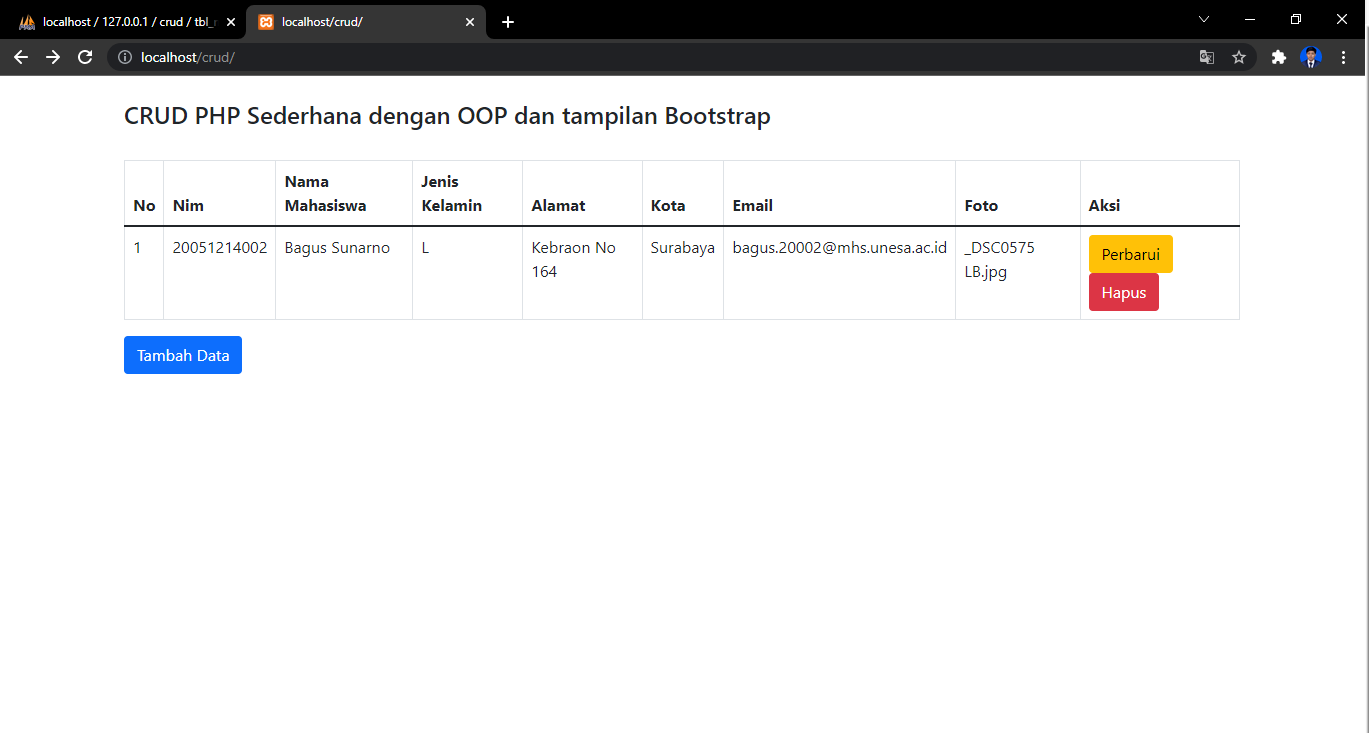 localhost / 127.0.0.1 / crud / tbl_
localhost/crud/
localhost/crud/
CRUD PHP Sederhana dengan OOP dan tampilan Bootstrap
No
Nim
Nama
Mahasiswa
Jenis
Kelamin
Alamat
Kota
Email
Foto
Aksi
1
20051214002
Bagus Sunarno
L
Kebraon No
164
Surabaya
bagus.20002@mhs.unesa.ac.id
_DSC0575
LB.jpg
Perbarui
Hapus
Tambah Data